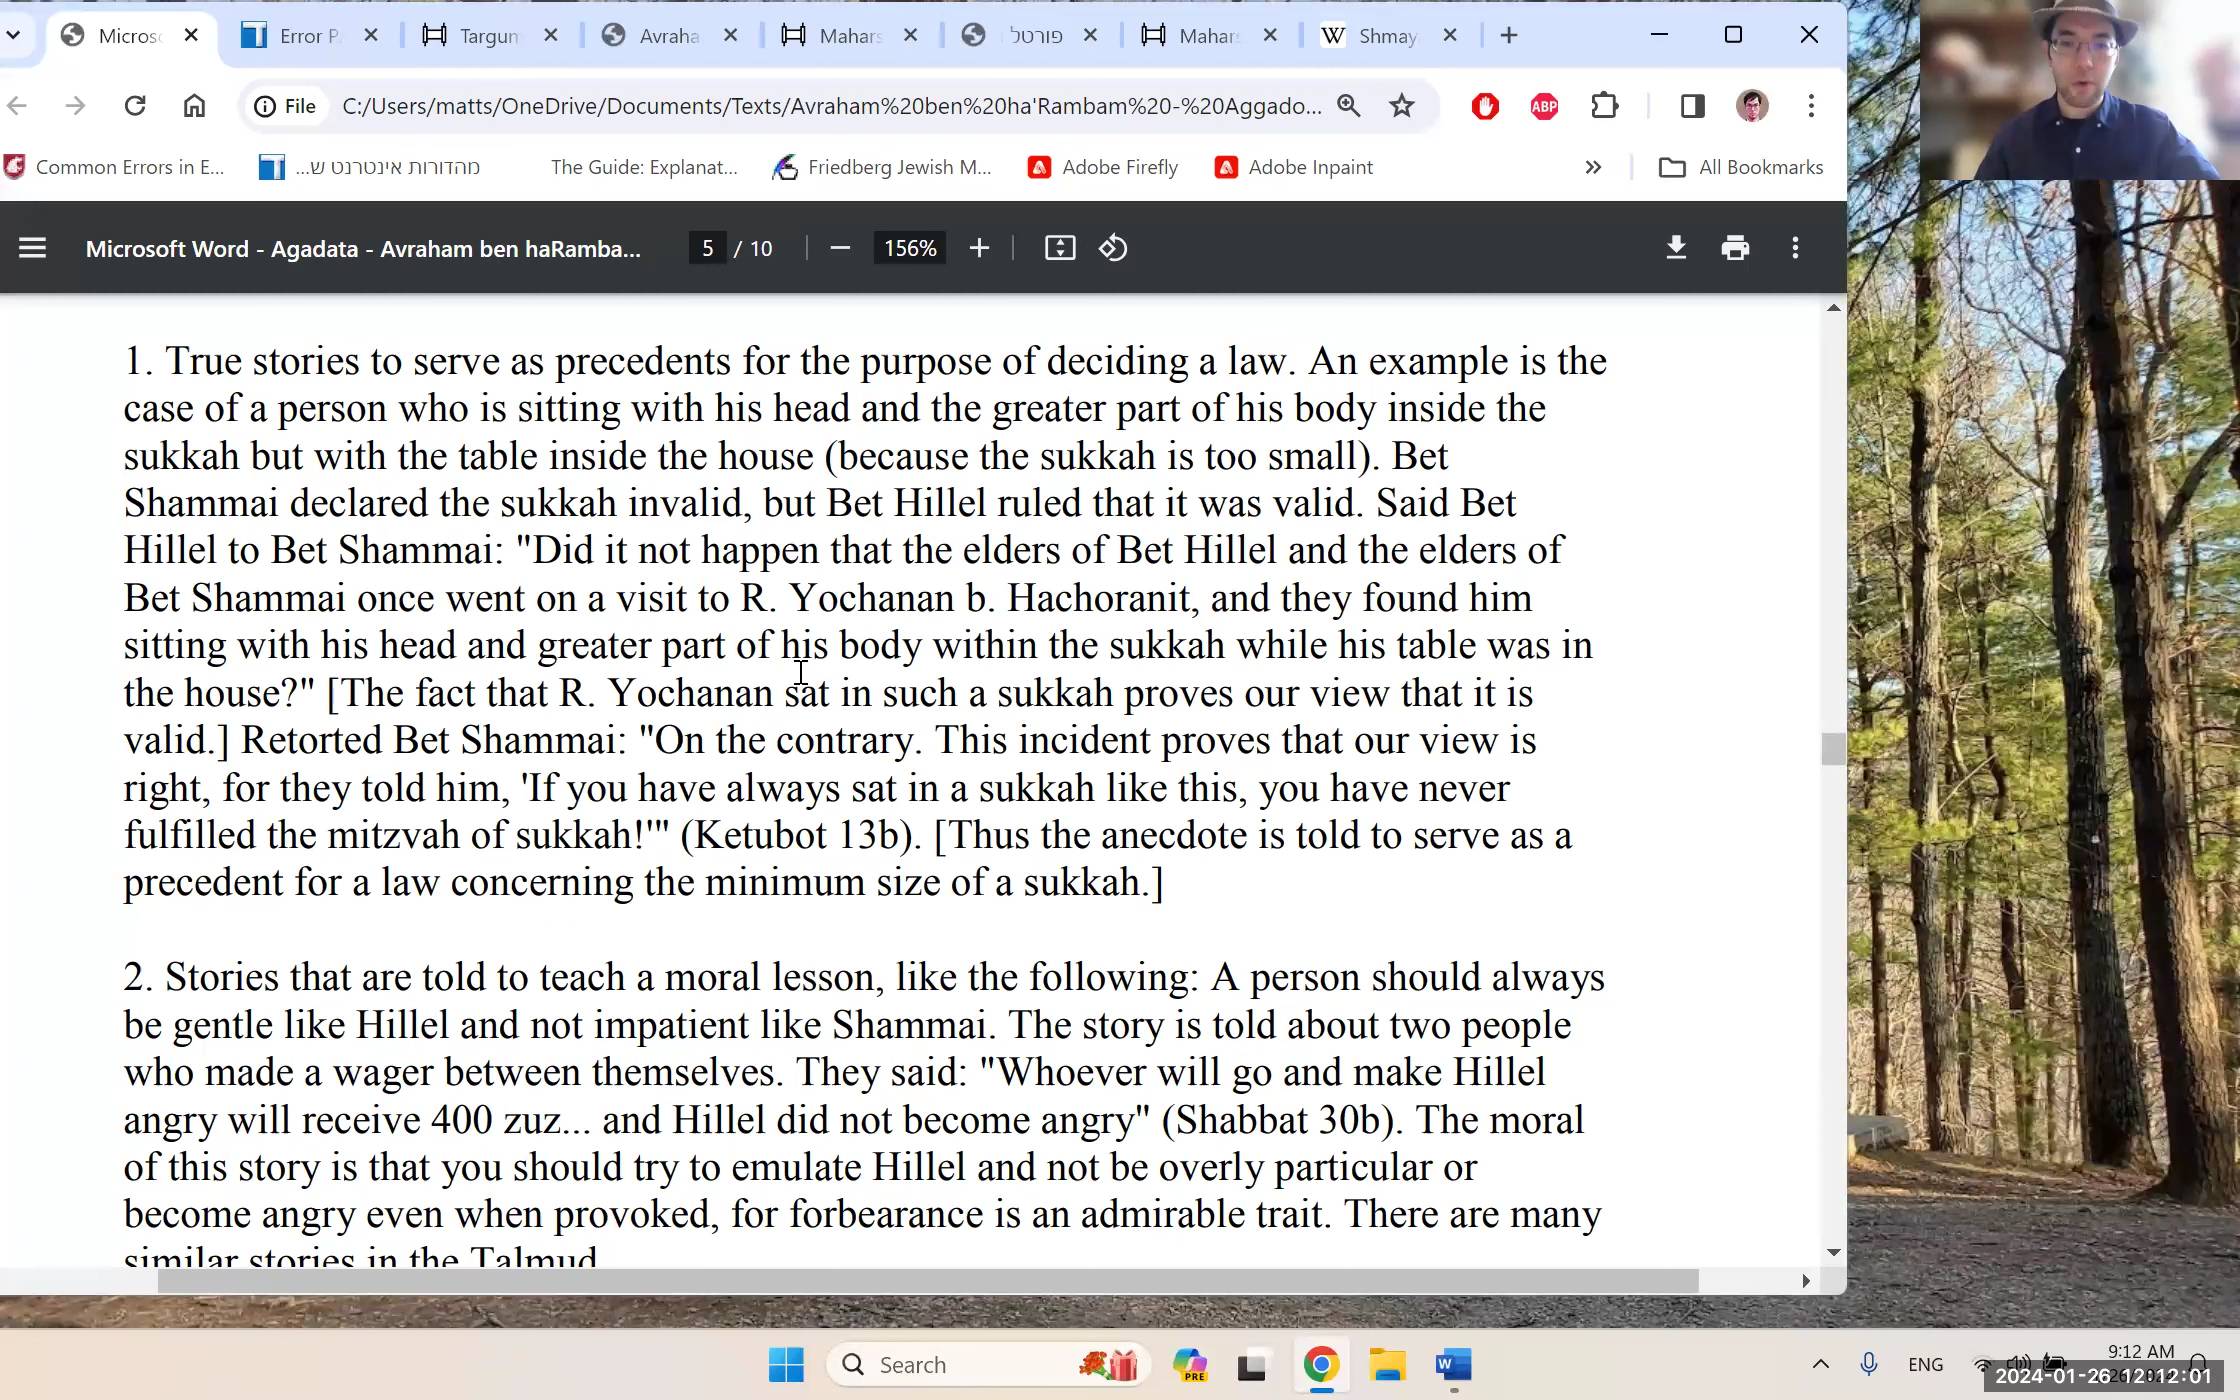 Micros
Error P
Targun
Avraha
Mahars
פורטל
Mahar
Shmay
File
C:/Users/matts/OneDrive/Documents/Texts/Avraham%20ben%20ha'Rambam%20-%20Aggado...
ABP
Common Errors in E...
מהדורות אינטרנט ש...
The Guide: Explanat...
Friedberg Jewish M...
Adobe Firefly
Adobe Inpaint
All Bookmarks
Microsoft Word - Agadata - Avraham ben haRamba...
5 / 10
156%
1. True stories to serve as precedents for the purpose of deciding a law. An example is the
case of a person who is sitting with his head and the greater part of his body inside the
sukkah but with the table inside the house (because the sukkah is too small). Bet
Shammai declared the sukkah invalid, but Bet Hillel ruled that it was valid. Said Bet
Hillel to Bet Shammai: "Did it not happen that the elders of Bet Hillel and the elders of
Bet Shammai once went on a visit to R. Yochanan b. Hachoranit, and they found him
sitting with his head and greater part of his body within the sukkah while his table was in
the house?" [The fact that R. Yochanan sat in such a sukkah proves our view that it is
valid.] Retorted Bet Shammai: "On the contrary. This incident proves that our view is
right, for they told him, 'If you have always sat in a sukkah like this, you have never
fulfilled the mitzvah of sukkah!'" (Ketubot 13b). [Thus the anecdote is told to serve as a
precedent for a law concerning the minimum size of a sukkah.]
2. Stories that are told to teach a moral lesson, like the following: A person should always
be gentle like Hillel and not impatient like Shammai. The story is told about two people
who made a wager between themselves. They said: "Whoever will go and make Hillel
angry will receive 400 zuz... and Hillel did not become angry" (Shabbat 30b). The moral
of this story is that you should try to emulate Hillel and not be overly particular or
become angry even when provoked, for forbearance is an admirable trait. There are many
similar stories in the Talmud
Search
PRE
ENG
9:12 AM
2024-01-26 12:12:01